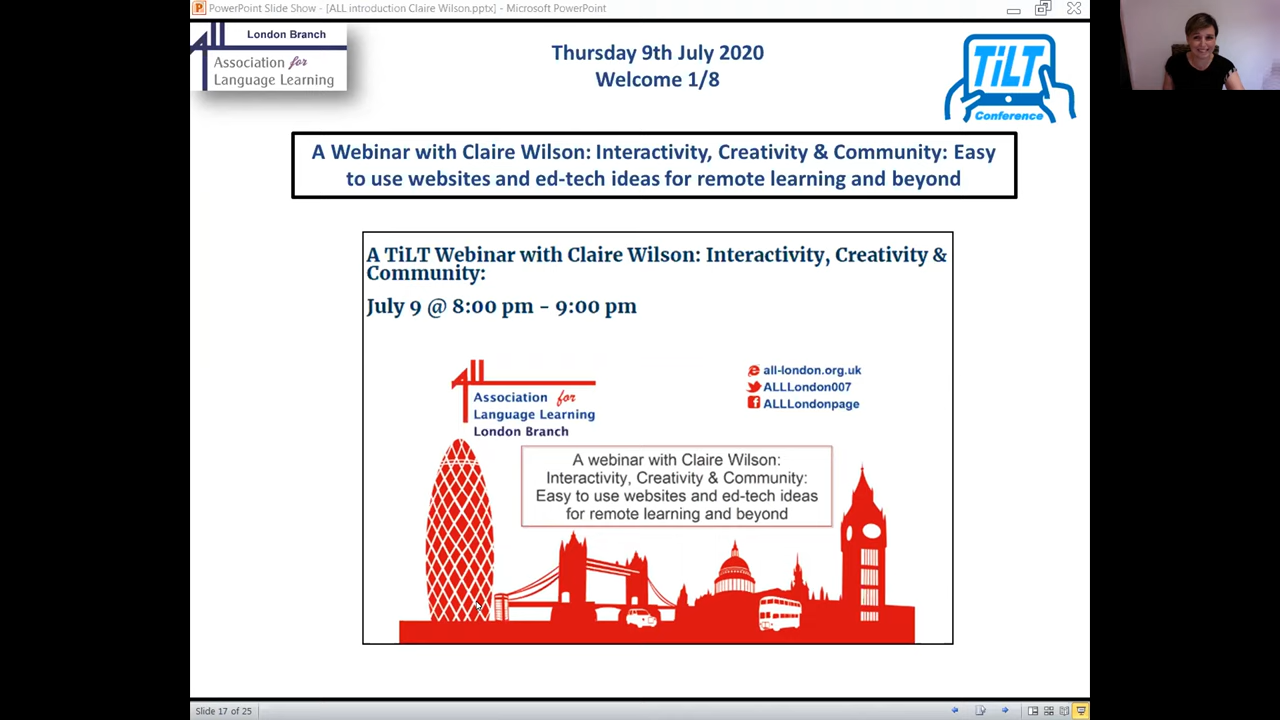 PowerPoint Slide Show - [ALL introduction Claire Wilson.pptx] - Microsoft PowerPoint
London Branch
Association for
Language Learning
Thursday 9th July 2020
Welcome 1/8
TiLT
Conference
A Webinar with Claire Wilson: Interactivity, Creativity & Community: Easy
to use websites and ed-tech ideas for remote learning and beyond
A TiLT Webinar with Claire Wilson: Interactivity, Creativity &
Community:
July 9 @ 8:00 pm - 9:00 pm
all-london.org.uk
ALLLondon007
ALLLondonpage
All
Association for
Language Learning
London Branch
A webinar with Claire Wilson:
Interactivity, Creativity & Community:
Easy to use websites and ed-tech ideas
for remote learning and beyond
Slide 17 of 25